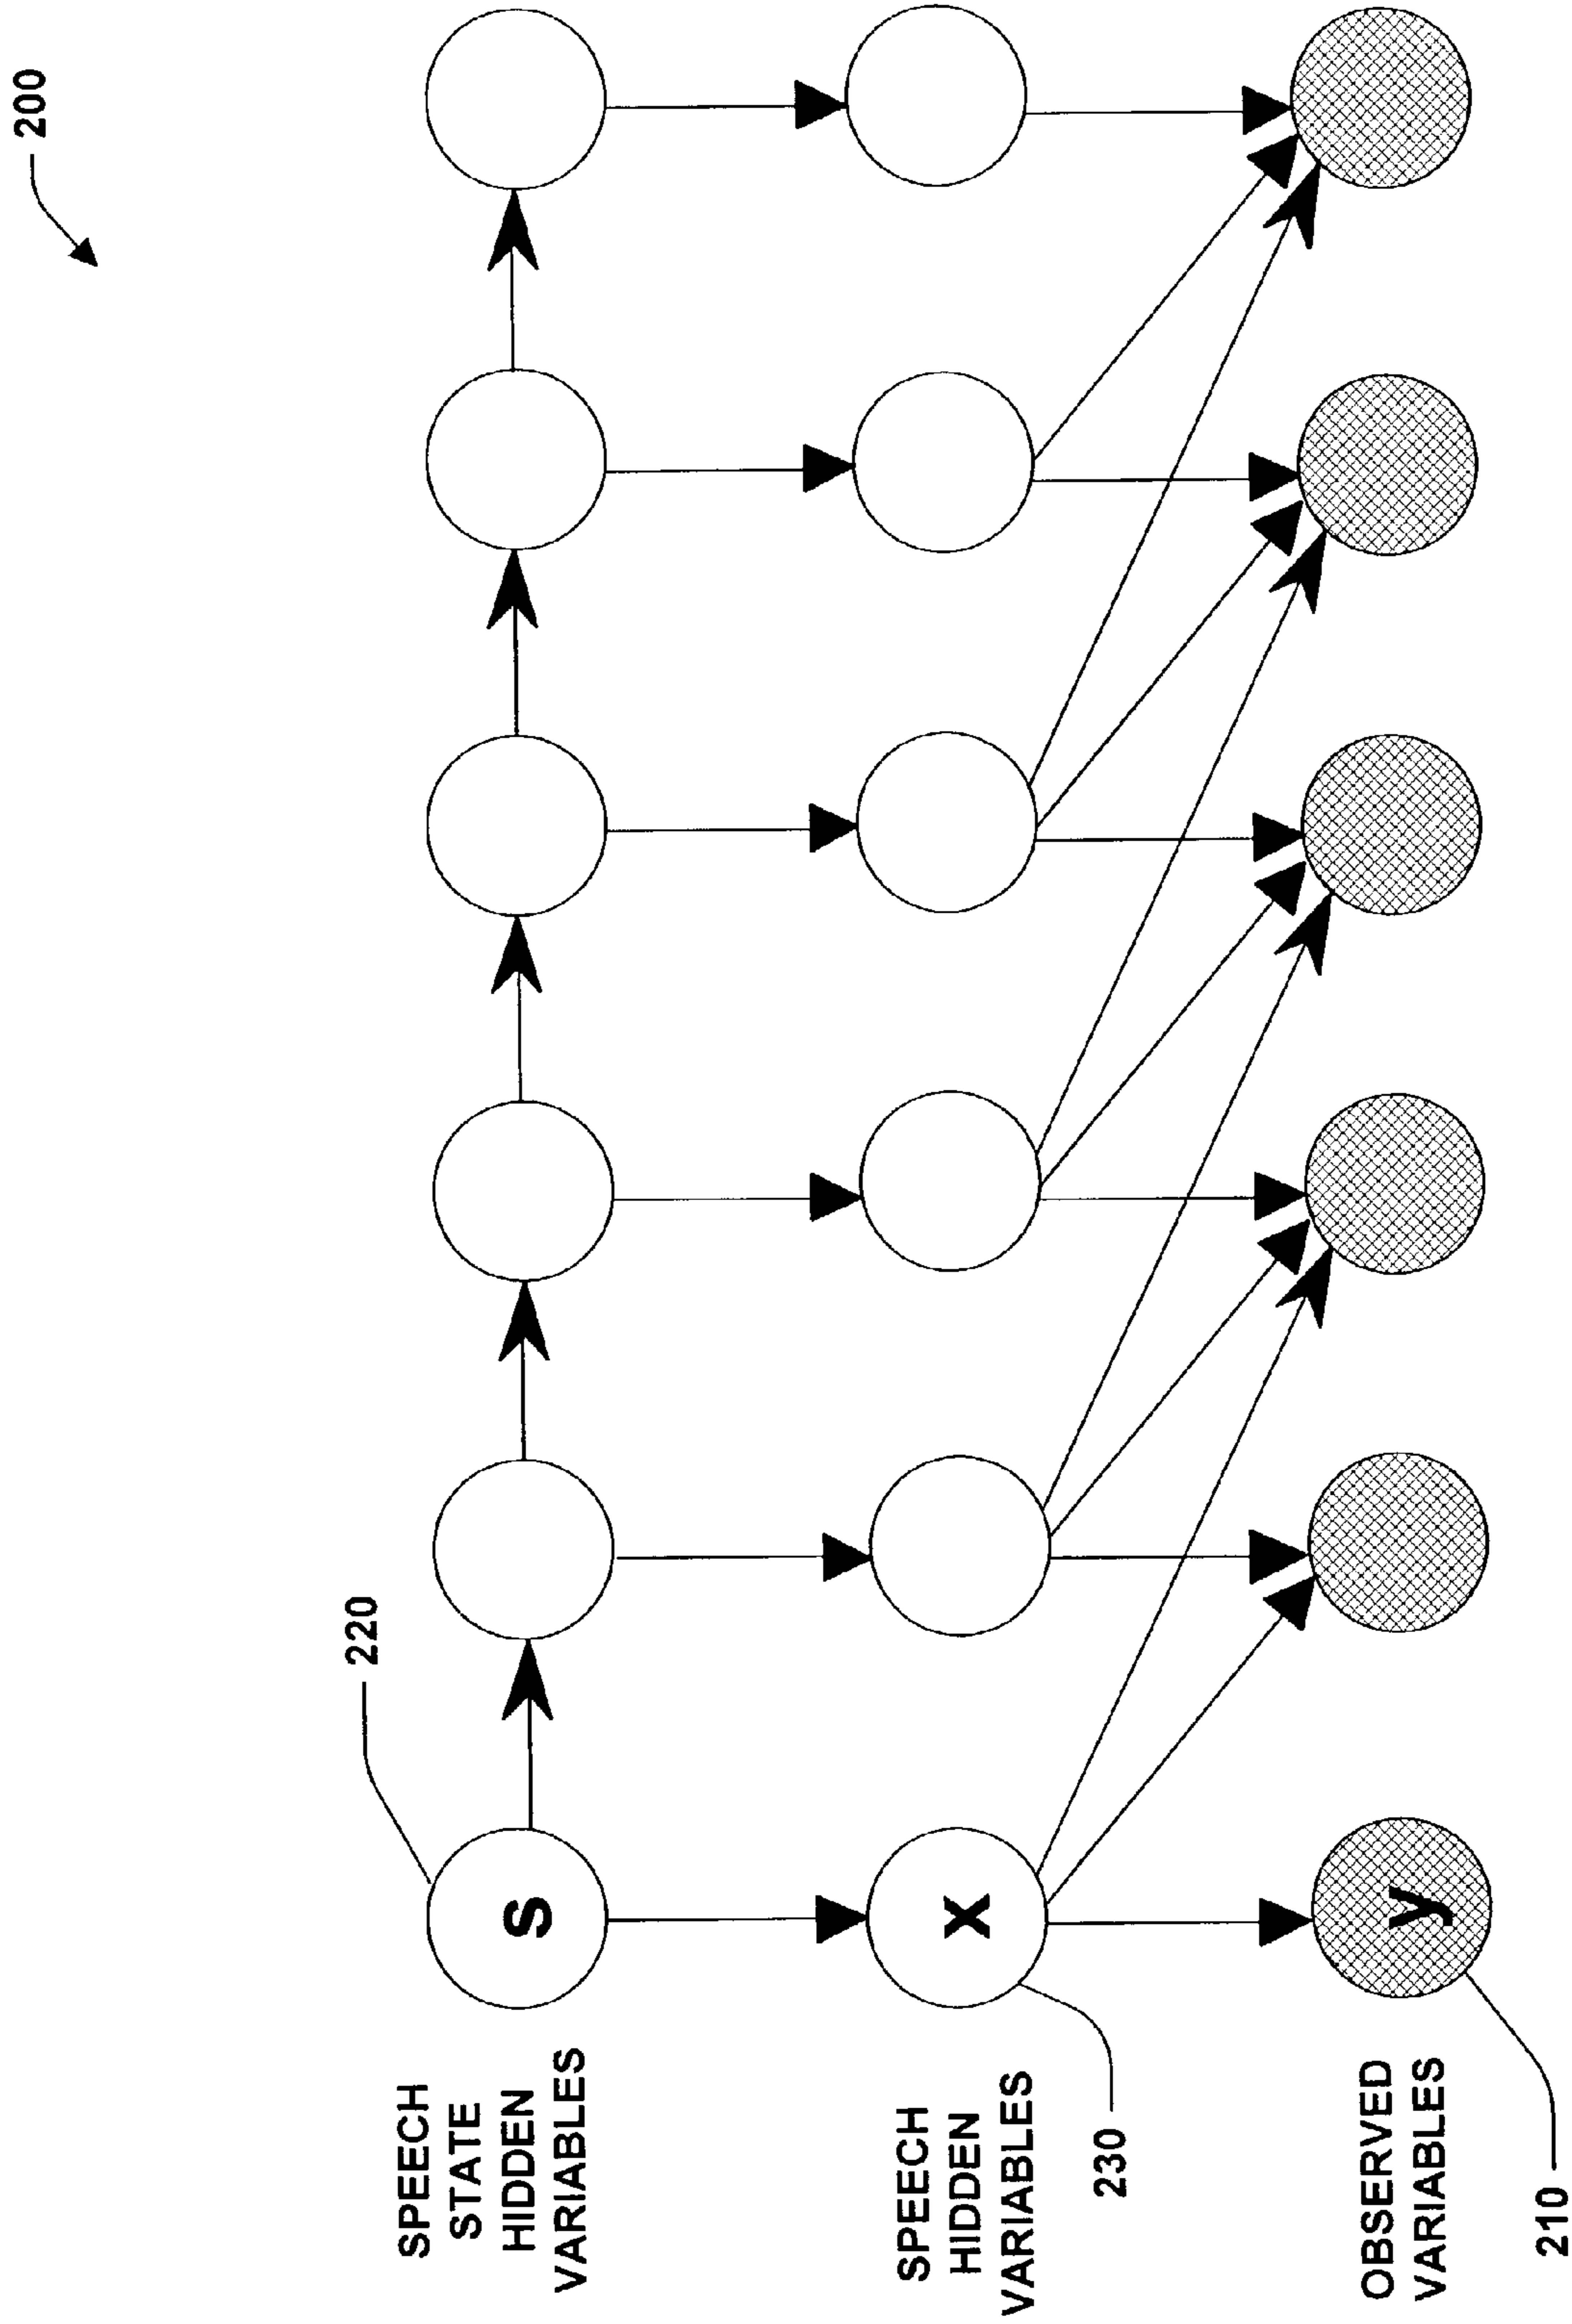 200
220
S
SPEECH
STATE
HIDDEN
VARIABLES
X
SPEECH
HIDDEN
VARIABLES
230
y
OBSERVED
VARIABLES
210